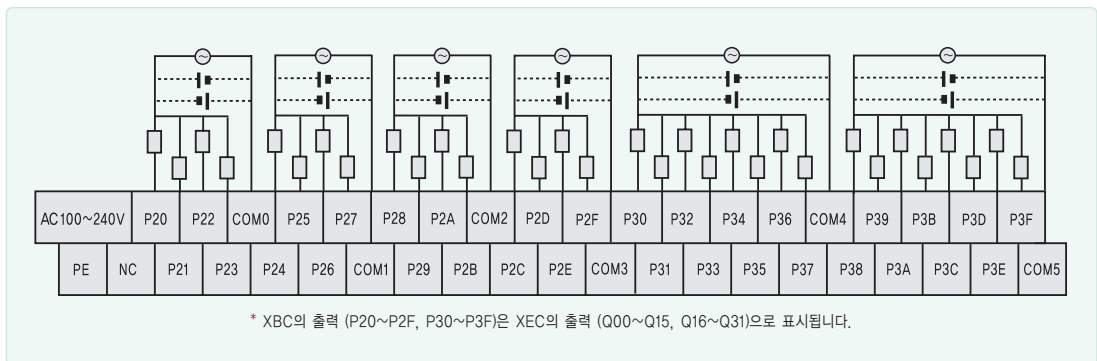 AC100~240V P20 P22 COM0 P25 P27 P28 P2A COM2 P2D P2F P30 P32 P34 P36 COM4 P39 P3B P3D P3F
PE NC P21 P23 P24 P26 COM1 P29 P2B P2C P2E COM3 P31 P33 P35 P37 P38 P3A P3C P3E COM5
* XBC의 출력 (P20~P2F, P30~P3F)은 XEC의 출력 (Q00~Q15, Q16~Q31)으로 표시됩니다.